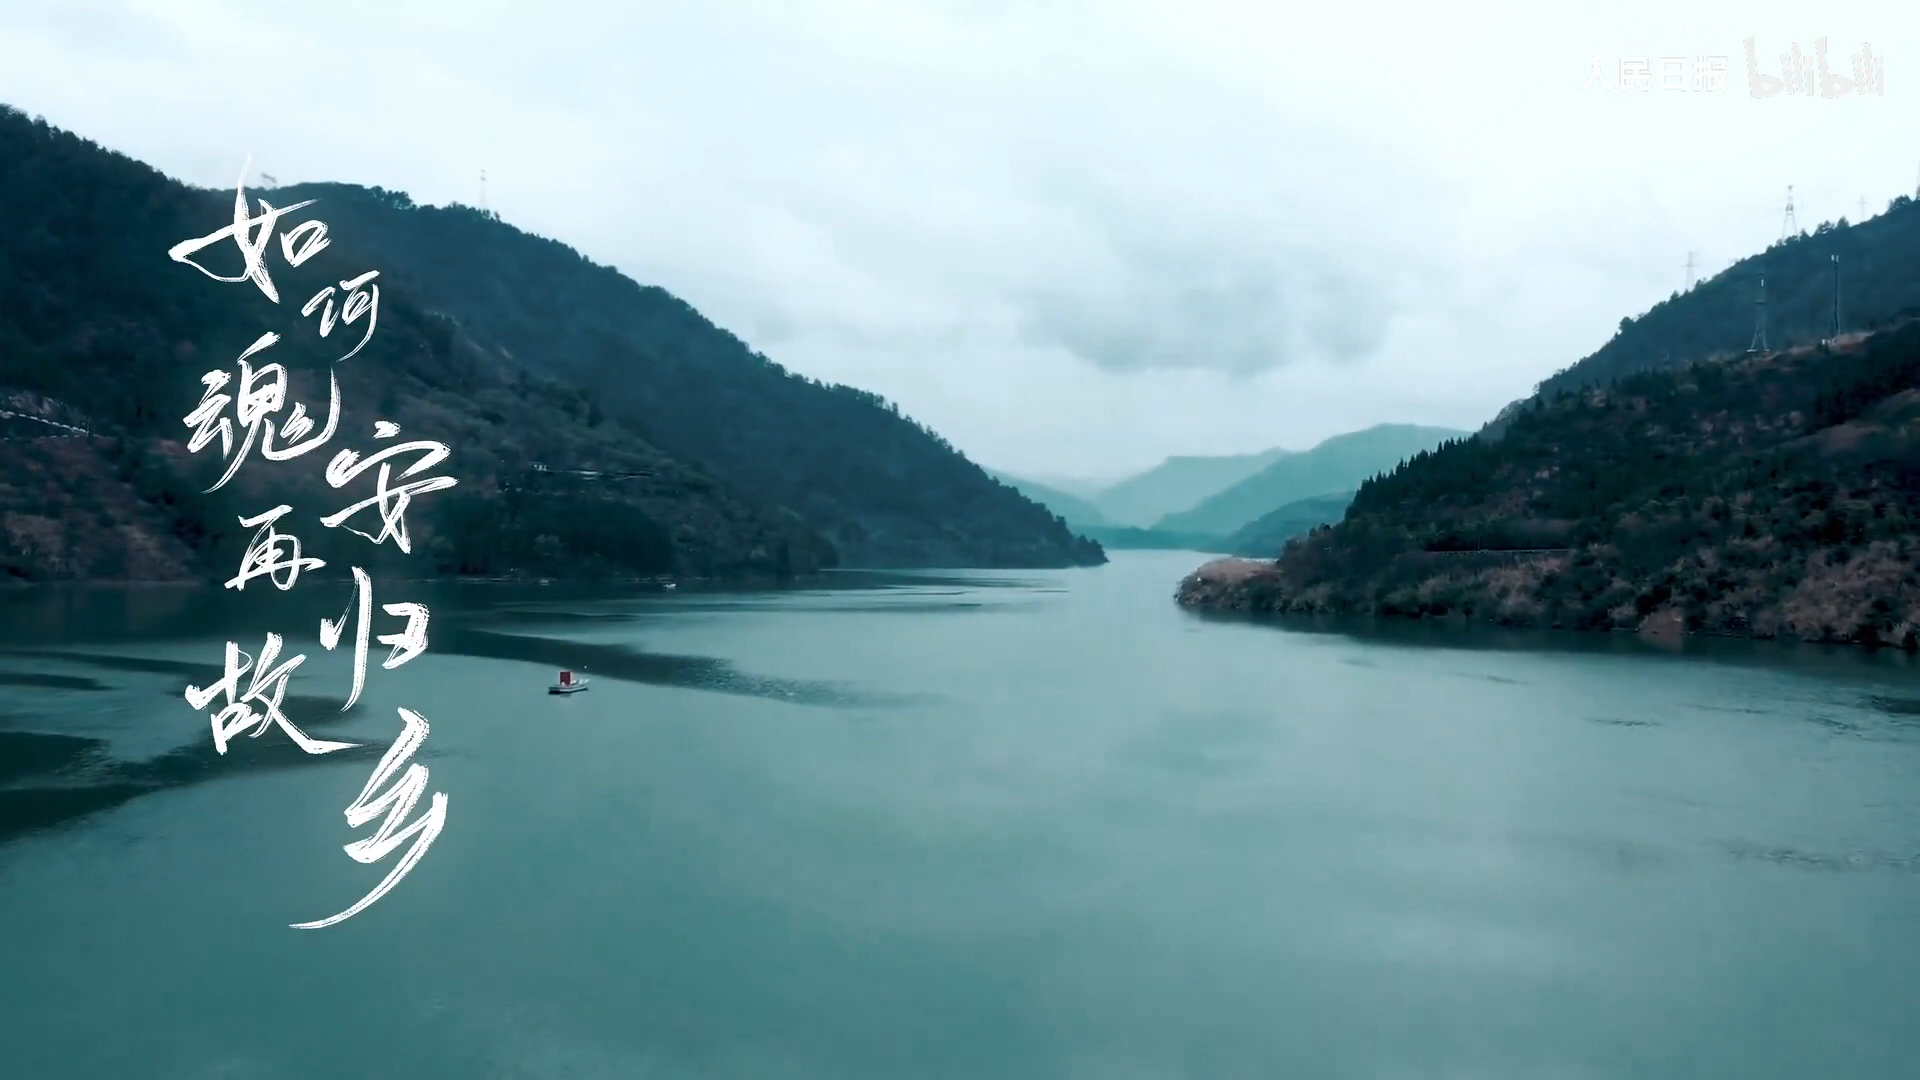 人民日报 bilibili
如何
魂安
再归
故乡